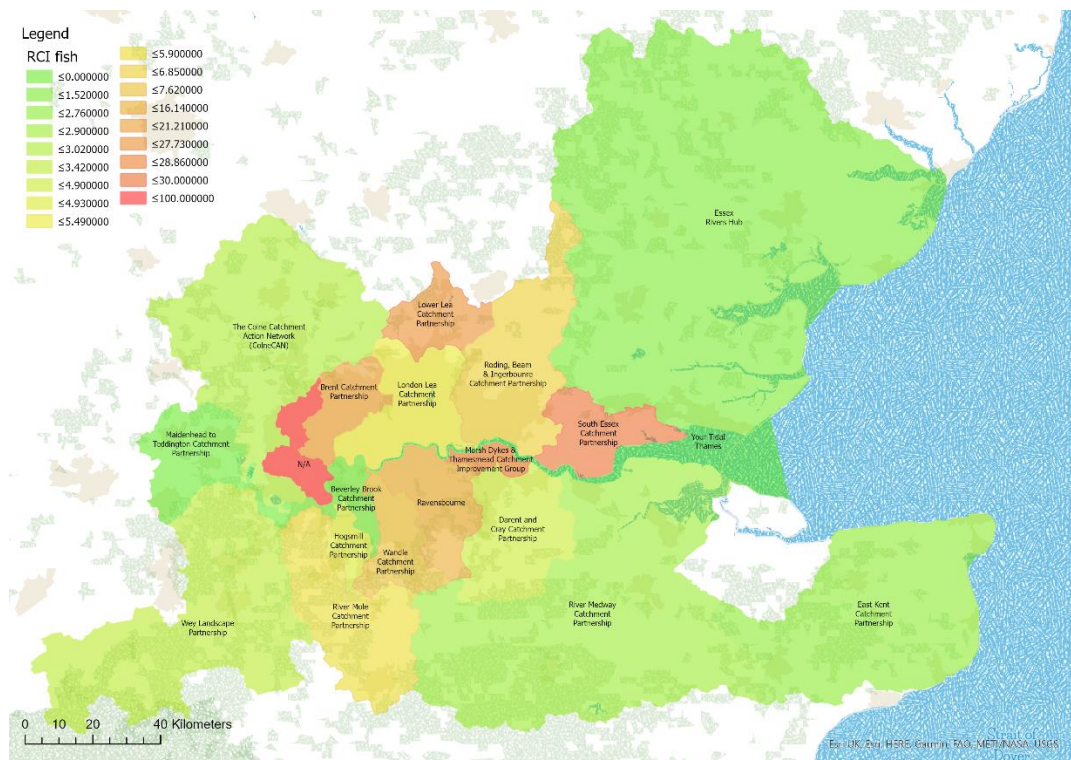 Legend
RCI fish
≤0.000000
≤1.520000
≤2.760000
≤2.900000
≤3.020000
≤3.420000
≤4.900000
≤4.930000
≤5.490000
≤5.900000
≤6.850000
≤7.620000
≤16.140000
≤21.210000
≤27.730000
≤28.860000
≤30.000000
≤100.000000
Essex
Rivers Hub
Lower Lea
Catchment
Partnership
The Colne Catchment
Action Network
(ColneCAN)
Roding, Beam
& Ingerbounre
Catchment Partnership
Brent Catchment
Partnership
London Lea
Catchment
Partnership
South Essex
Catchment
Partnership
Your Tidal
Thames
Maidenhead to
Teddington Catchment
Partnership
N/A
Marsh Dykes &
Thamesmead Catchment
Improvement Group
Beverley Brook
Catchment
Partnership
Ravensbourne
Darent and
Cray Catchment
Partnership
Hogsmill
Catchment
Partnership
Wandle
Catchment
Partnership
River Mole
Catchment
Partnership
River Medway
Catchment
Partnership
East Kent
Catchment
Partnership
Wey Landscape
Partnership
0 10 20 40 Kilometers
Strait of
Dover
Esri UK, Esri, HERE, Garmin, FAO, METI/NASA, USGS